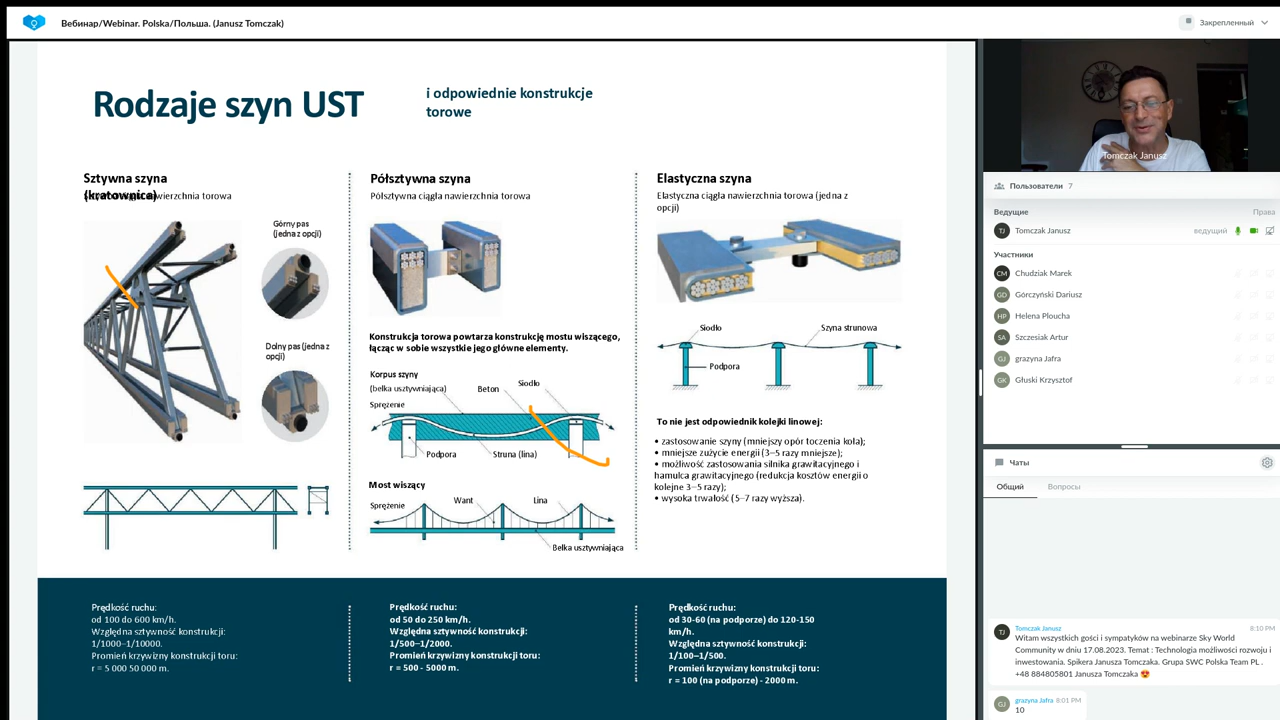 Вебинар/Webinar. Polska/Польша. (Janusz Tomczak)
Закрепленный
Rodzaje szyn UST
i odpowiednie konstrukcje
torowe
Sztywna szyna
(kratownica)
nawierzchnia torowa
Górny pas
(jedna z opcji)
Dolny pas (jedna z
opcji)
Półsztywna szyna
Półsztywna ciągła nawierzchnia torowa
Konstrukcja torowa powtarza konstrukcję mostu wiszącego,
łącząc w sobie wszystkie jego główne elementy.
Korpus szyny
(belka usztywniająca)
Beton
Siodło
Sprężenie
Podpora
Struna (lina)
Most wiszący
Sprężenie
Want
Lina
Belka usztywniająca
Elastyczna szyna
Elastyczna ciągła nawierzchnia torowa (jedna z
opcji)
Siodło
Szyna strunowa
Podpora
To nie jest odpowiednik kolejki linowej:
• zastosowanie szyny (mniejszy opór toczenia koła);
• mniejsze zużycie energii (3–5 razy mniejsze);
• możliwość zastosowania silnika grawitacyjnego i
hamulca grawitacyjnego (redukcja kosztów energii o
kolejne 3–5 razy);
• wysoka trwałość (5–7 razy wyższa).
Prędkość ruchu:
od 100 do 600 km/h.
Względna sztywność konstrukcji:
1/1000–1/10000.
Promień krzywizny konstrukcji toru:
r = 5 000 50 000 m.
Prędkość ruchu:
od 50 do 250 km/h.
Względna sztywność konstrukcji:
1/500–1/2000.
Promień krzywizny konstrukcji toru:
r = 500 - 5000 m.
Prędkość ruchu:
od 30-60 (na podporze) do 120-150
km/h.
Względna sztywność konstrukcji:
1/100–1/500.
Promień krzywizny konstrukcji toru:
r = 100 (na podporze) - 2000 m.
Tomczak Janusz
Пользователи 7
Ведущие
Права
TJ Tomczak Janusz ведущий
Участники
CM Chudziak Marek
GD Górczyński Dariusz
HP Helena Ploucha
SA Szczesiak Artur
GJ grazyna Jafra
GK Głuski Krzysztof
Чаты
Общий Вопросы
TJ Tomczak Janusz 8:10 PM
Witam wszystkich gości i sympatyków na webinarze Sky World
Community w dniu 17.08.2023. Temat : Technologia możliwości rozwoju i
inwestowania. Spikera Janusza Tomczaka. Grupa SWC Polska Team PL .
+48 884805801 Janusza Tomczaka 😍
GJ grazyna Jafra 8:01 PM
10